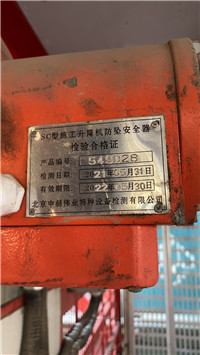 SC型施工升降机防坠安全器
检验合格证
产品编号: 549028
检测日期: 2021年05月31日
有效期限: 2022年05月30日
北京中创伟业特种设备检测有限公司